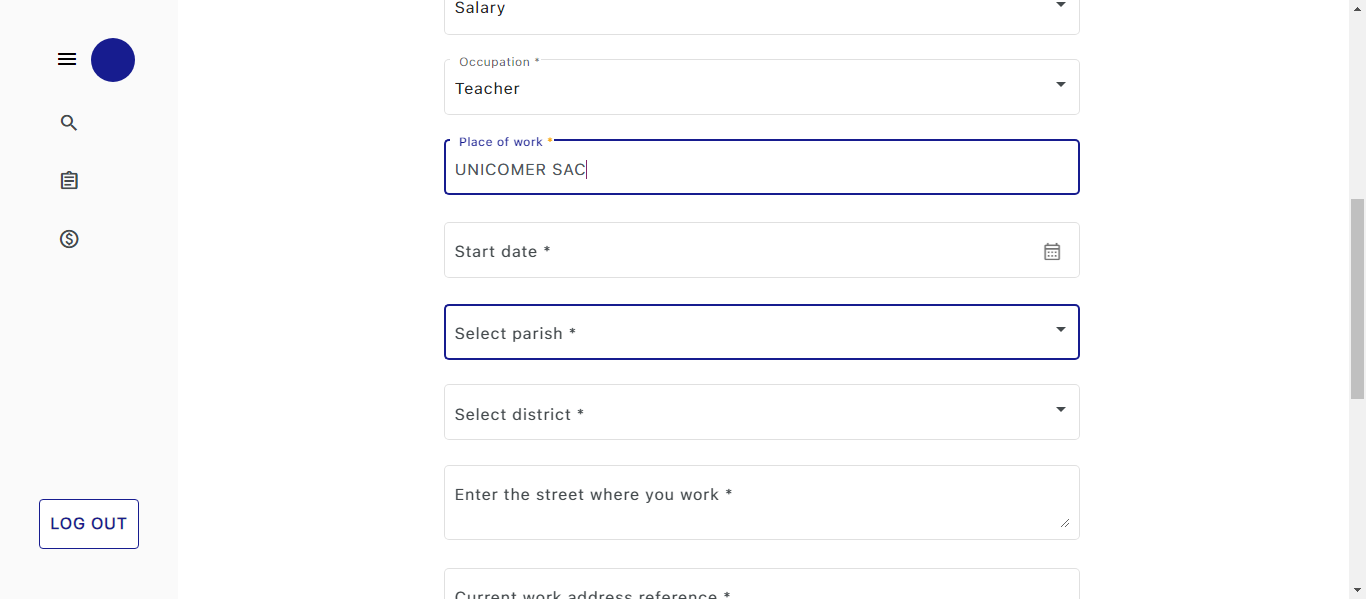 Salary
Occupation *
Teacher
Place of work *
UNICOMER SAC
Start date *
Select parish *
Select district *
Enter the street where you work *
LOG OUT
Current work address reference *